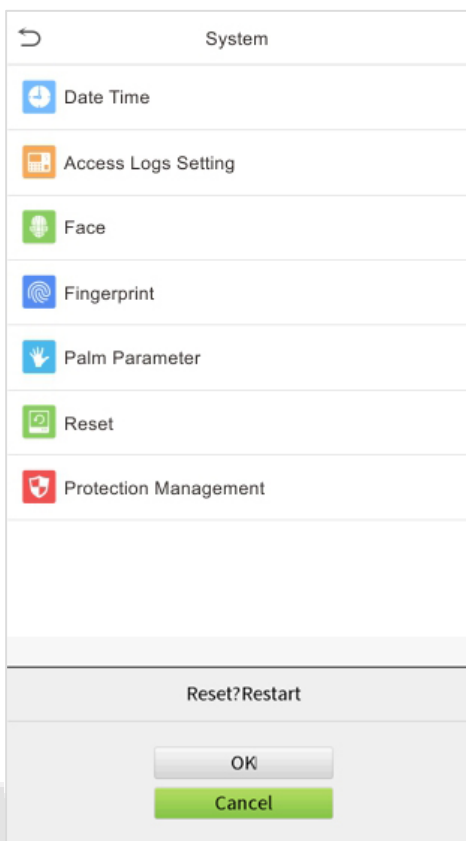 System
Date Time
Access Logs Setting
Face
Fingerprint
Palm Parameter
Reset
Protection Management
Reset?Restart
OK
Cancel